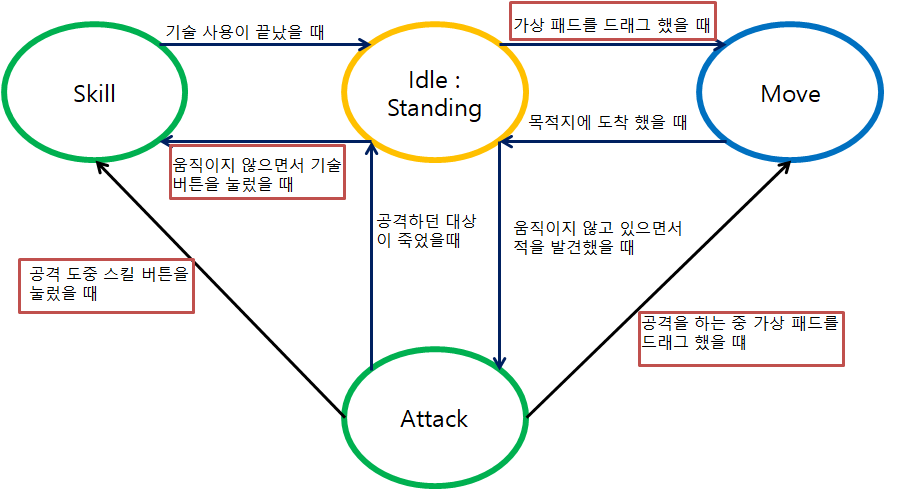 기술 사용이 끝났을 때
가상 패드를 드래그 했을 때
Skill
Idle :
Standing
Move
목적지에 도착 했을 때
움직이지 않으면서 기술
버튼을 눌렀을 때
공격하던 대상
이 죽었을때
움직이지 않고 있으면서
적을 발견했을 때
공격 도중 스킬 버튼을
눌렀을 때
공격을 하는 중 가상 패드를
드래그 했을 떄
Attack